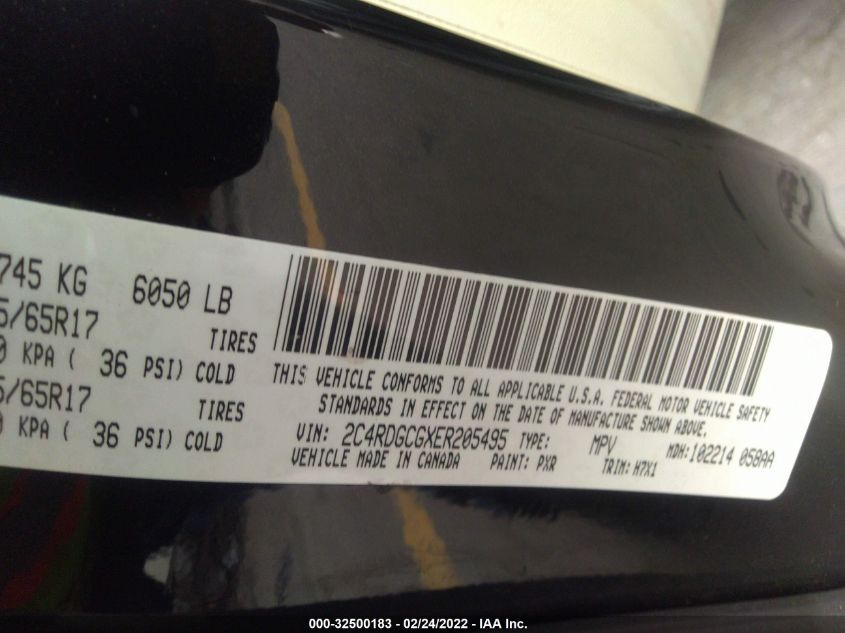 745 KG 6050 LB
5/65R17 TIRES
0 KPA ( 36 PSI) COLD
5/65R17 TIRES
0 KPA ( 36 PSI) COLD
THIS VEHICLE CONFORMS TO ALL APPLICABLE U.S.A. FEDERAL MOTOR VEHICLE SAFETY
STANDARDS IN EFFECT ON THE DATE OF MANUFACTURE SHOWN ABOVE.
VIN: 2C4RDGCGXER205495 TYPE: MPV MDH:102214 058AA
VEHICLE MADE IN CANADA PAINT: PXR TRIM: H7X1
000-32500183 - 02/24/2022 - IAA Inc.